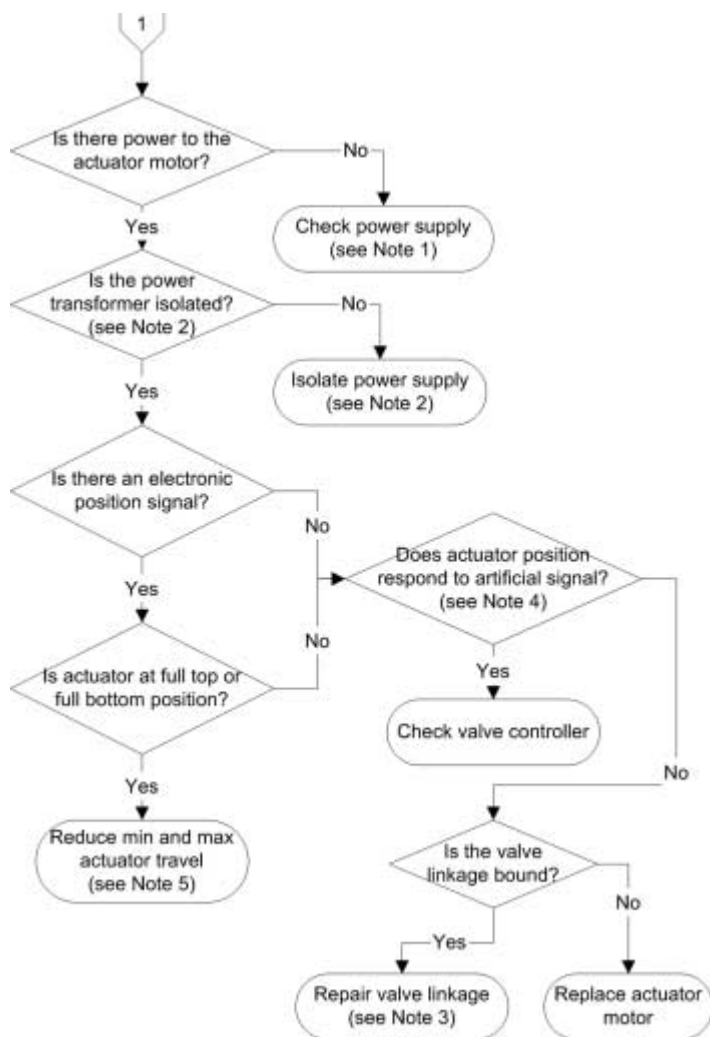 1
Is there power to the
actuator motor?
No
Yes
Check power supply
(see Note 1)
Is the power
transformer isolated?
(see Note 2)
No
Yes
Isolate power supply
(see Note 2)
Is there an electronic
position signal?
No
Yes
Does actuator position
respond to artificial signal?
(see Note 4)
No
Is actuator at full top or
full bottom position?
Yes
Check valve controller
No
Yes
Reduce min and max
actuator travel
(see Note 5)
Is the valve
linkage bound?
No
Yes
Repair valve linkage
(see Note 3)
Replace actuator
motor